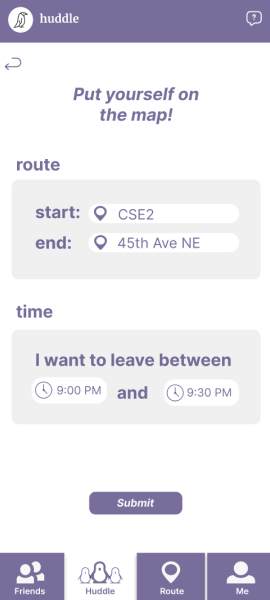 huddle
?
Put yourself on
the map!
route
start: CSE2
end: 45th Ave NE
time
I want to leave between
9:00 PM and 9:30 PM
Submit
Friends Huddle Route Me